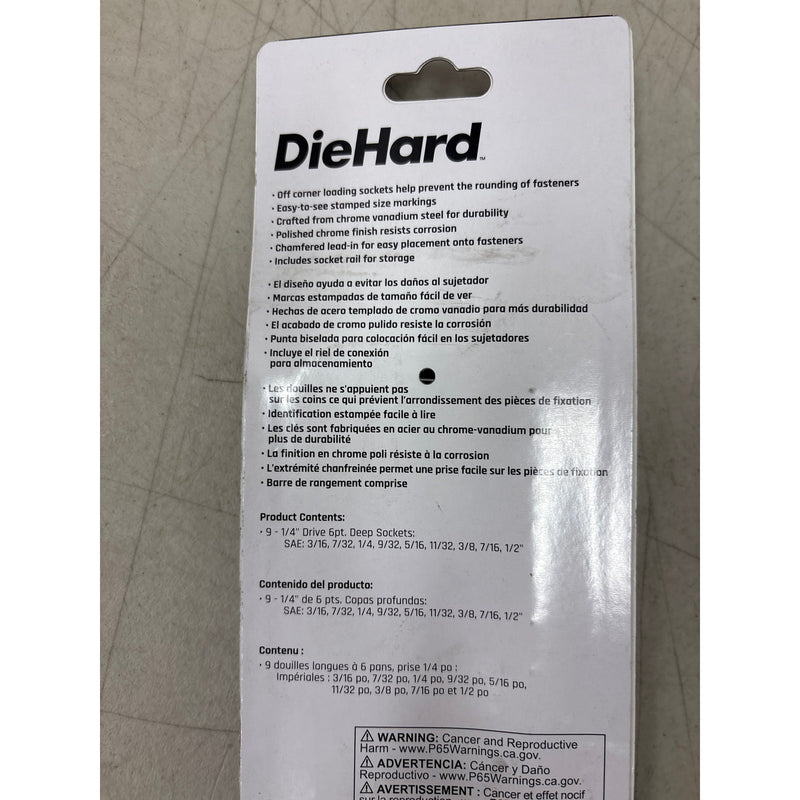 DieHard™
• Off corner loading sockets help prevent the rounding of fasteners
• Easy-to-see stamped size markings
• Crafted from chrome vanadium steel for durability
• Polished chrome finish resists corrosion
• Chamfered lead-in for easy placement onto fasteners
• Includes socket rail for storage
• El diseño ayuda a evitar los daños al sujetador
• Marcas estampadas de tamaño fácil de ver
• Hechas de acero templado de cromo vanadio para más durabilidad
• El acabado de cromo pulido resiste la corrosión
• Punta biselada para colocación fácil en los sujetadores
• Incluye el riel de conexión
para almacenamiento
• Les douilles ne s'appuient pas
sur les coins ce qui prévient l'arrondissement des pièces de fixation
• Identification estampée facile à lire
• Les clés sont fabriquées en acier au chrome-vanadium pour
plus de durabilité
• La finition en chrome poli résiste à la corrosion
• L'extrémité chanfreinée permet une prise facile sur les pièces de fixation
• Barre de rangement comprise
Product Contents:
• 9 - 1/4" Drive 6pt. Deep Sockets:
SAE: 3/16, 7/32, 1/4, 9/32, 5/16, 11/32, 3/8, 7/16, 1/2"
Contenido del producto:
• 9 - 1/4" de 6 pts. Copas profundas:
SAE: 3/16, 7/32, 1/4, 9/32, 5/16, 11/32, 3/8, 7/16, 1/2"
Contenu :
• 9 douilles longues à 6 pans, prise 1/4 po :
Impériales : 3/16 po, 7/32 po, 1/4 po, 9/32 po, 5/16 po,
11/32 po, 3/8 po, 7/16 po et 1/2 po
⚠ WARNING: Cancer and Reproductive
Harm - www.P65Warnings.ca.gov.
⚠ ADVERTENCIA: Cáncer y Daño
Reproductivo - www.P65Warnings.ca.gov.
⚠ AVERTISSEMENT : Cancer et effet nocif
sur la reproduction